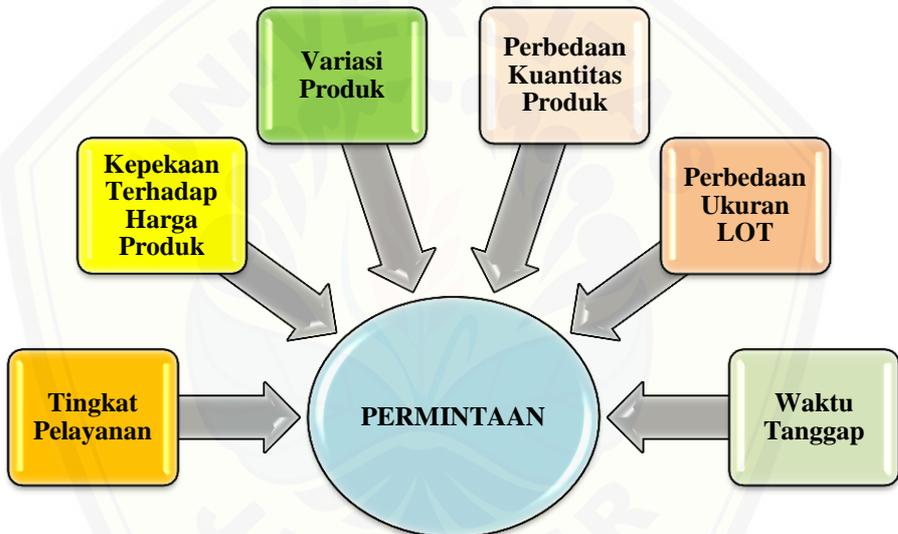 Variasi
Produk
Perbedaan
Kuantitas
Produk
Kepekaan
Terhadap
Harga
Produk
Perbedaan
Ukuran
LOT
Tingkat
Pelayanan
PERMINTAAN
Waktu
Tanggap